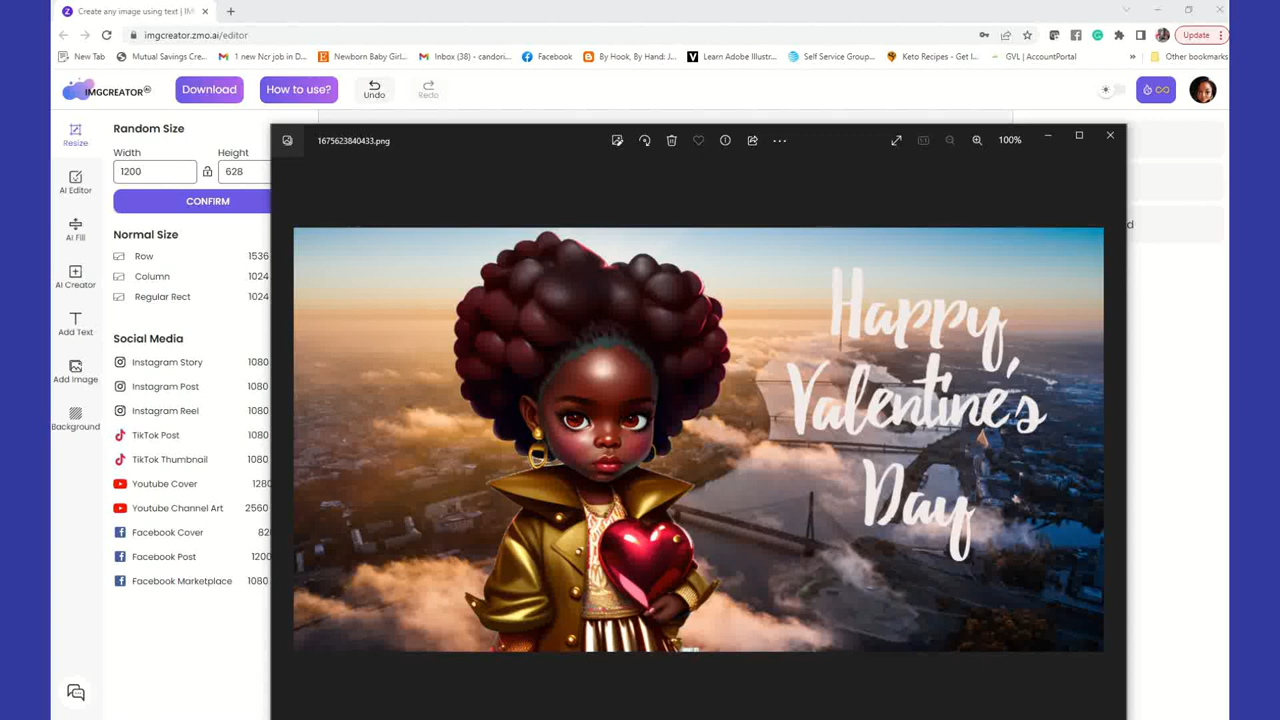 Create any image using text | IM
imgcreator.zmo.ai/editor
Update
New Tab
Mutual Savings Cre...
1 new Ncr job in D...
Newborn Baby Girl...
Inbox (38) - candori...
Facebook
By Hook, By Hand: J...
Learn Adobe Illustr...
Self Service Group...
Keto Recipes - Get I...
GVL | AccountPortal
»
Other bookmarks
IMGCREATOR
Download
How to use?
Undo
Redo
Resize
AI Editor
AI Fill
AI Creator
Add Text
Add Image
Background
Random Size
Width
Height
1200
628
CONFIRM
Normal Size
Row 1536
Column 1024
Regular Rect 1024
Social Media
Instagram Story 1080
Instagram Post 1080
Instagram Reel 1080
TikTok Post 1080
TikTok Thumbnail 1080
Youtube Cover 1280
Youtube Channel Art 2560
Facebook Cover 82
Facebook Post 1200
Facebook Marketplace 1080
1675623840433.png
100%
Happy
Valentine's
Day
d